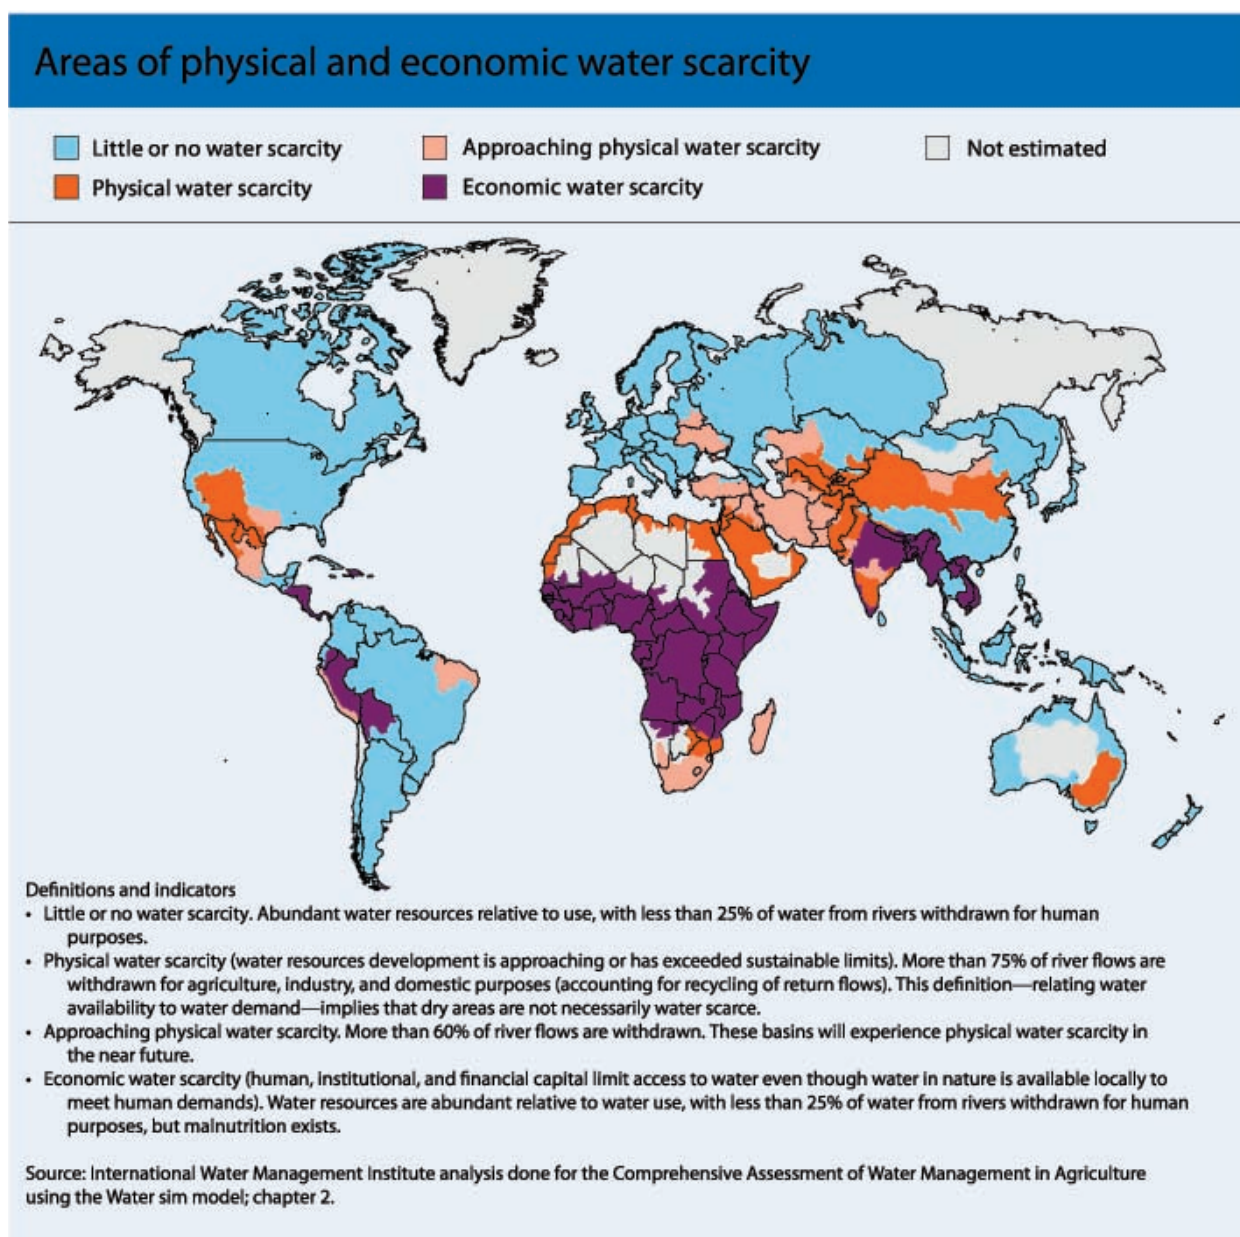 Areas of physical and economic water scarcity
Little or no water scarcity
Approaching physical water scarcity
Not estimated
Physical water scarcity
Economic water scarcity
Definitions and indicators
• Little or no water scarcity. Abundant water resources relative to use, with less than 25% of water from rivers withdrawn for human
purposes.
• Physical water scarcity (water resources development is approaching or has exceeded sustainable limits). More than 75% of river flows are
withdrawn for agriculture, industry, and domestic purposes (accounting for recycling of return flows). This definition—relating water
availability to water demand—implies that dry areas are not necessarily water scarce.
• Approaching physical water scarcity. More than 60% of river flows are withdrawn. These basins will experience physical water scarcity in
the near future.
• Economic water scarcity (human, institutional, and financial capital limit access to water even though water in nature is available locally to
meet human demands). Water resources are abundant relative to water use, with less than 25% of water from rivers withdrawn for human
purposes, but malnutrition exists.
Source: International Water Management Institute analysis done for the Comprehensive Assessment of Water Management in Agriculture
using the Water sim model; chapter 2.